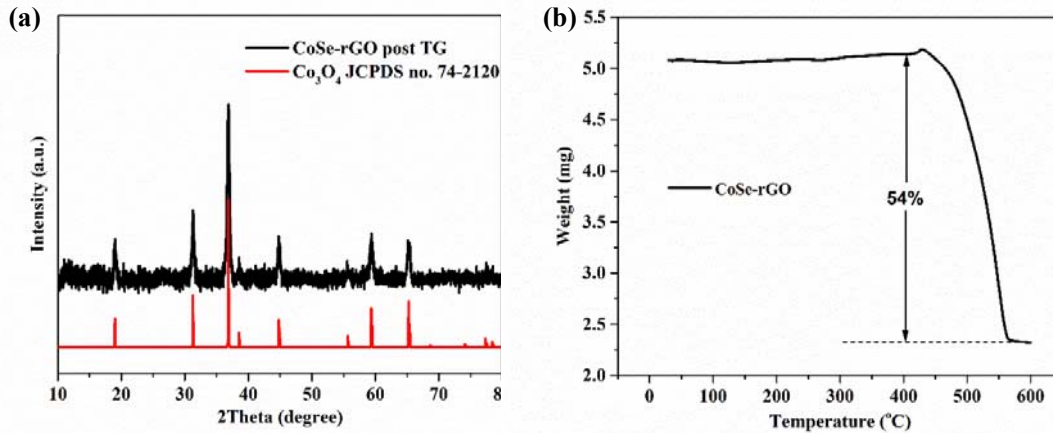 (a)
CoSe-rGO post TG
Co3O4 JCPDS no. 74-2120
Intensity (a.u.)
10 20 30 40 50 60 70 8
2Theta (degree)
(b)
5.5
5.0
4.5
4.0
3.5
3.0
2.5
2.0
Weight (mg)
CoSe-rGO
54%
0 100 200 300 400 500 600
Temperature (°C)